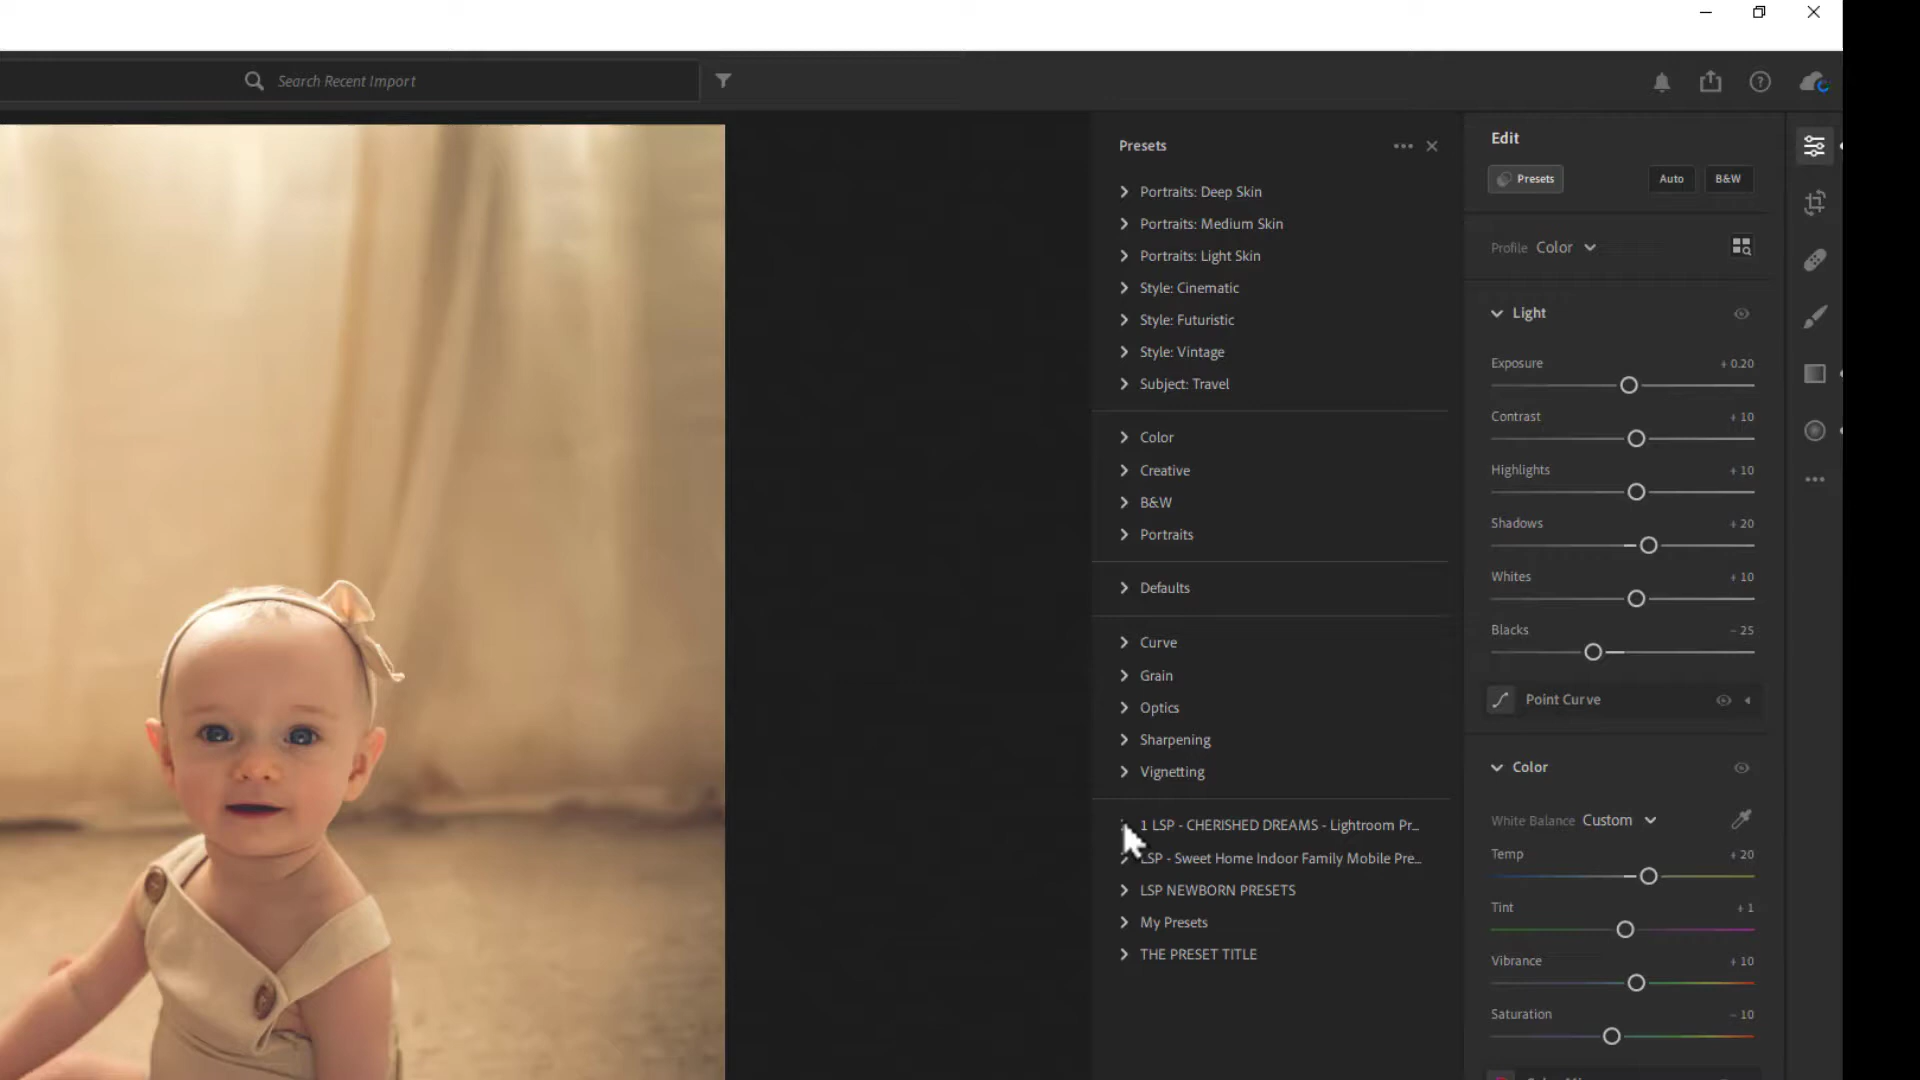 Search Recent Import
Presets
Portraits: Deep Skin
Portraits: Medium Skin
Portraits: Light Skin
Style: Cinematic
Style: Futuristic
Style: Vintage
Subject: Travel
Color
Creative
B&W
Portraits
Defaults
Curve
Grain
Optics
Sharpening
Vignetting
1 LSP - CHERISHED DREAMS - Lightroom Pr...
LSP - Sweet Home Indoor Family Mobile Pre...
LSP NEWBORN PRESETS
My Presets
THE PRESET TITLE
Edit
Presets Auto B&W
Profile Color
Light
Exposure + 0.20
Contrast + 10
Highlights + 10
Shadows + 20
Whites + 10
Blacks - 25
Point Curve
Color
White Balance Custom
Temp + 20
Tint + 1
Vibrance + 10
Saturation - 10